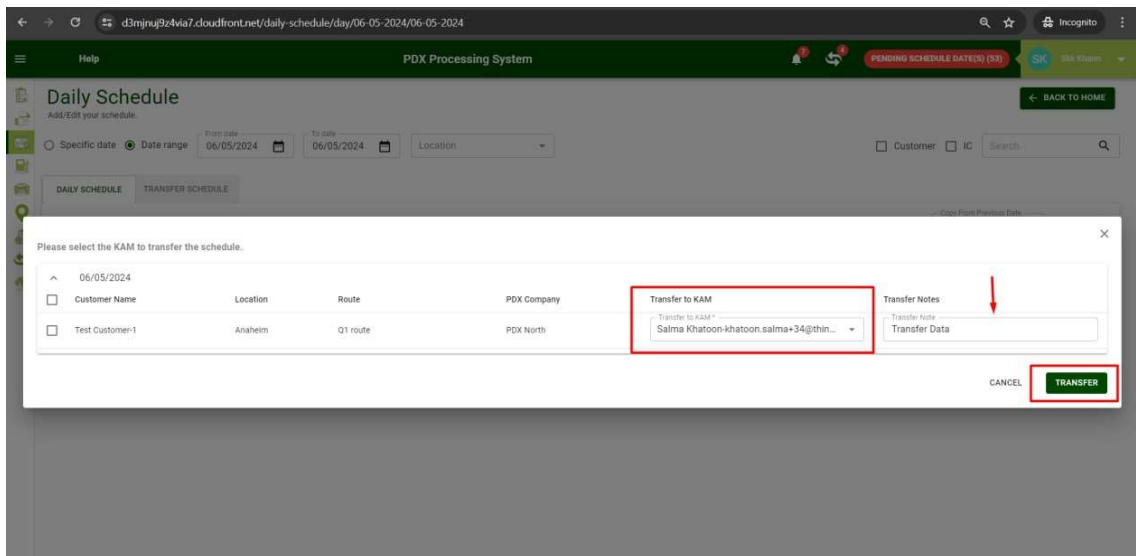 d3mjnuj9z4via7.cloudfront.net/daily-schedule/day/06-05-2024/06-05-2024
Incognito
Help
PDX Processing System
7
4
PENDING SCHEDULE DATE(S) (53)
SK
Daily Schedule
Add/Edit your schedule.
BACK TO HOME
From date
To date
Specific date
Date range
06/05/2024
06/05/2024
Location
Customer
IC
Search
DAILY SCHEDULE
TRANSFER SCHEDULE
Copy From Previous Date
Please select the KAM to transfer the schedule.
06/05/2024
Customer Name
Location
Route
PDX Company
Transfer to KAM
Transfer Notes
Transfer to KAM *
Transfer Note
Test Customer-1
Anaheim
Q1 route
PDX North
Salma Khatoon-khatoon.salma+34@thin...
Transfer Data
CANCEL
TRANSFER